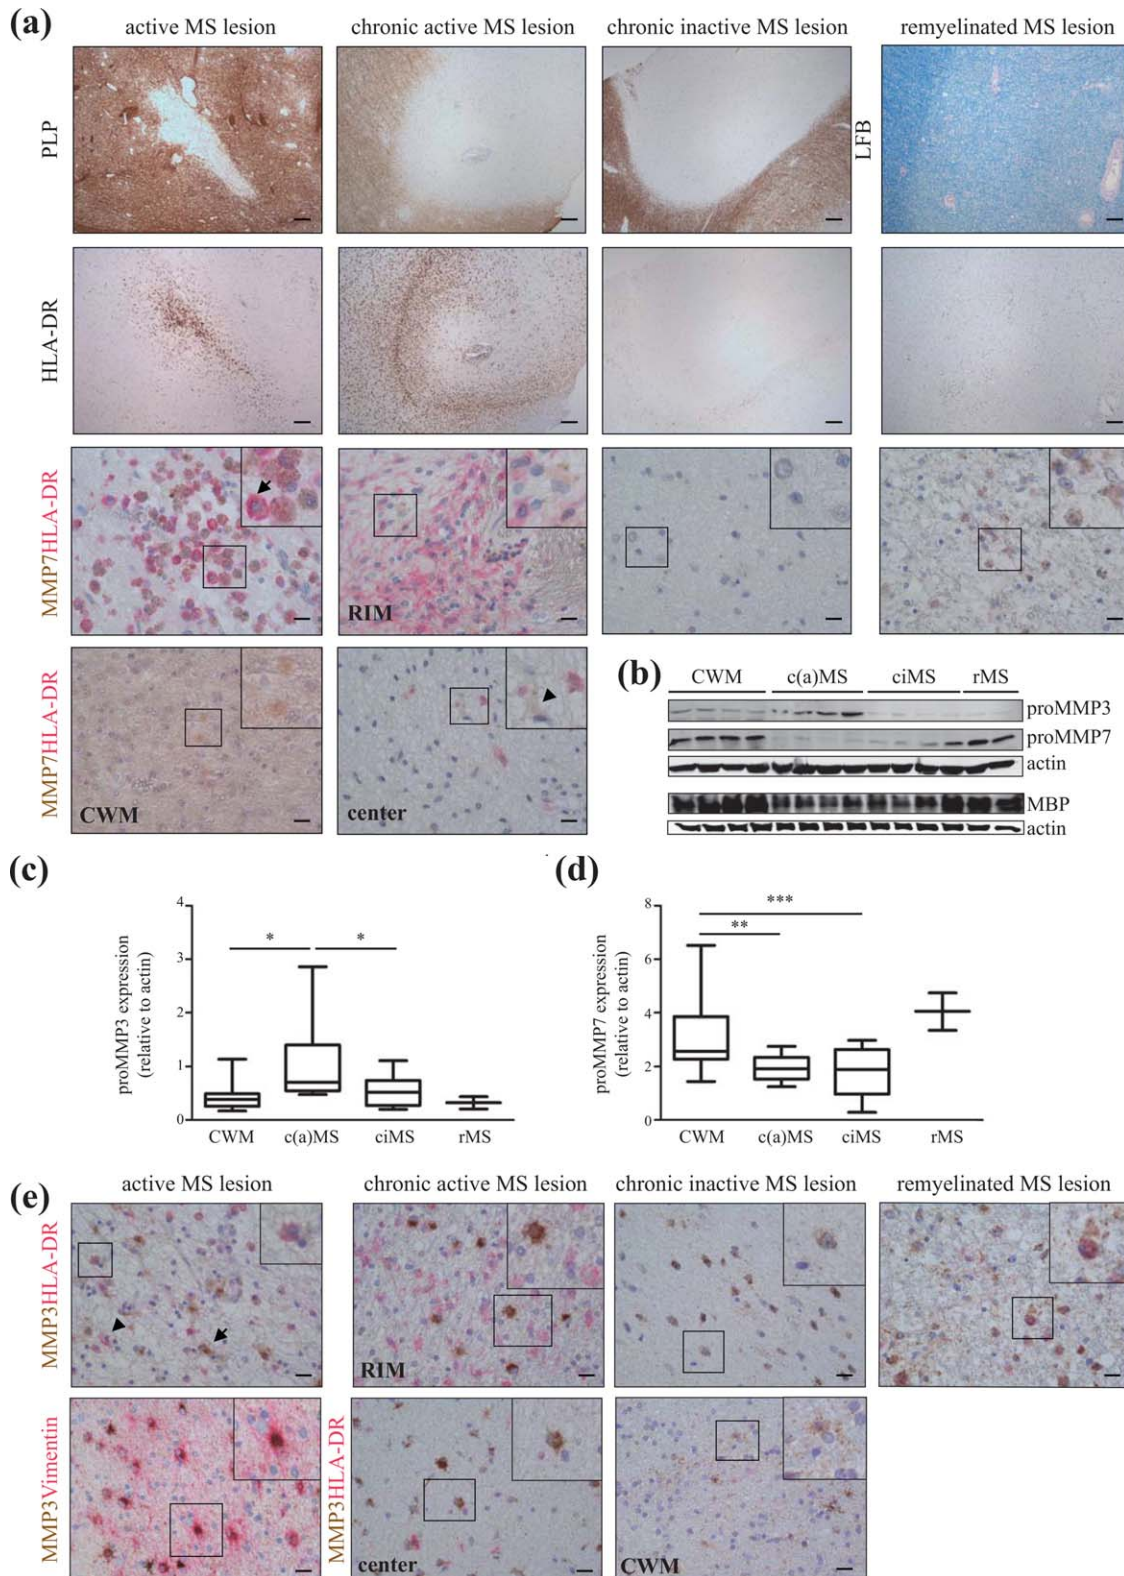 (a)
active MS lesion
chronic active MS lesion
chronic inactive MS lesion
remyelinated MS lesion
PLP
LFB
HLA-DR
MMP7HLA-DR
RIM
MMP7HLA-DR
CWM
center
(b)
CWM c(a)MS ciMS rMS
proMMP3
proMMP7
actin
MBP
actin
(c)
proMMP3 expression
(relative to actin)
4
3
2
1
0
* *
CWM c(a)MS ciMS rMS
(d)
proMMP7 expression
(relative to actin)
8
6
4
2
0
***
**
CWM c(a)MS ciMS rMS
(e)
active MS lesion
chronic active MS lesion
chronic inactive MS lesion
remyelinated MS lesion
MMP3HLA-DR
RIM
MMP3Vimentin
MMP3HLA-DR
center
CWM